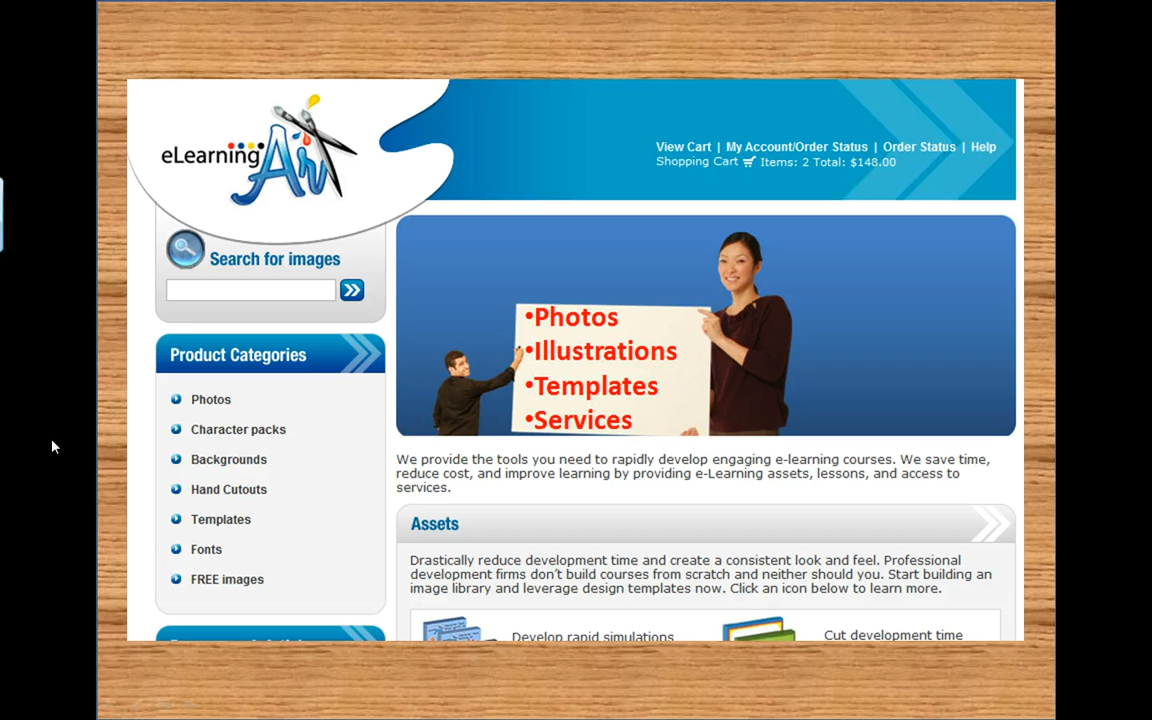 eLearning Art
View Cart | My Account/Order Status | Order Status | Help
Shopping Cart Items: 2 Total: $148.00
Search for images
Product Categories
Photos
Character packs
Backgrounds
Hand Cutouts
Templates
Fonts
FREE images
•Photos
•Illustrations
•Templates
•Services
We provide the tools you need to rapidly develop engaging e-learning courses. We save time,
reduce cost, and improve learning by providing e-Learning assets, lessons, and access to
services.
Assets
Drastically reduce development time and create a consistent look and feel. Professional
development firms don't build courses from scratch and neither should you. Start building an
image library and leverage design templates now. Click an icon below to learn more.
Develop rapid simulations
Cut development time